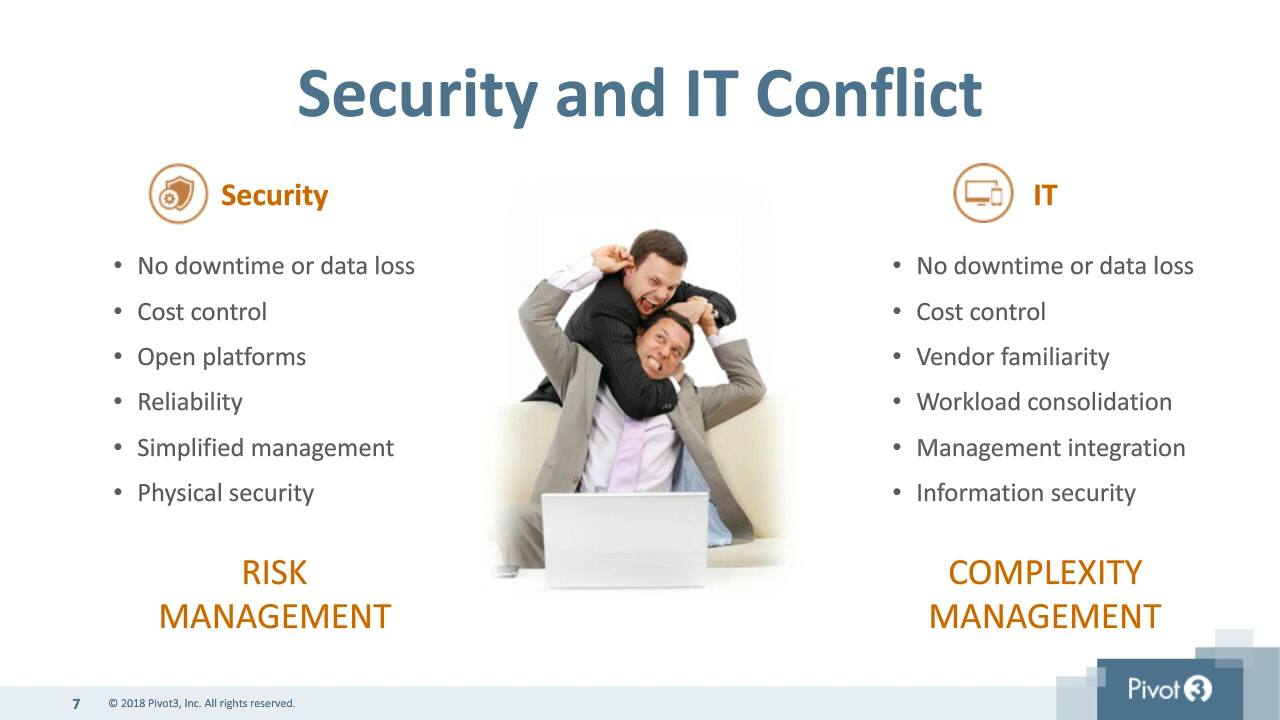 Security and IT Conflict
Security
• No downtime or data loss
• Cost control
• Open platforms
• Reliability
• Simplified management
• Physical security
RISK
MANAGEMENT
IT
• No downtime or data loss
• Cost control
• Vendor familiarity
• Workload consolidation
• Management integration
• Information security
COMPLEXITY
MANAGEMENT
7 © 2018 Pivot3, Inc. All rights reserved.
Pivot3